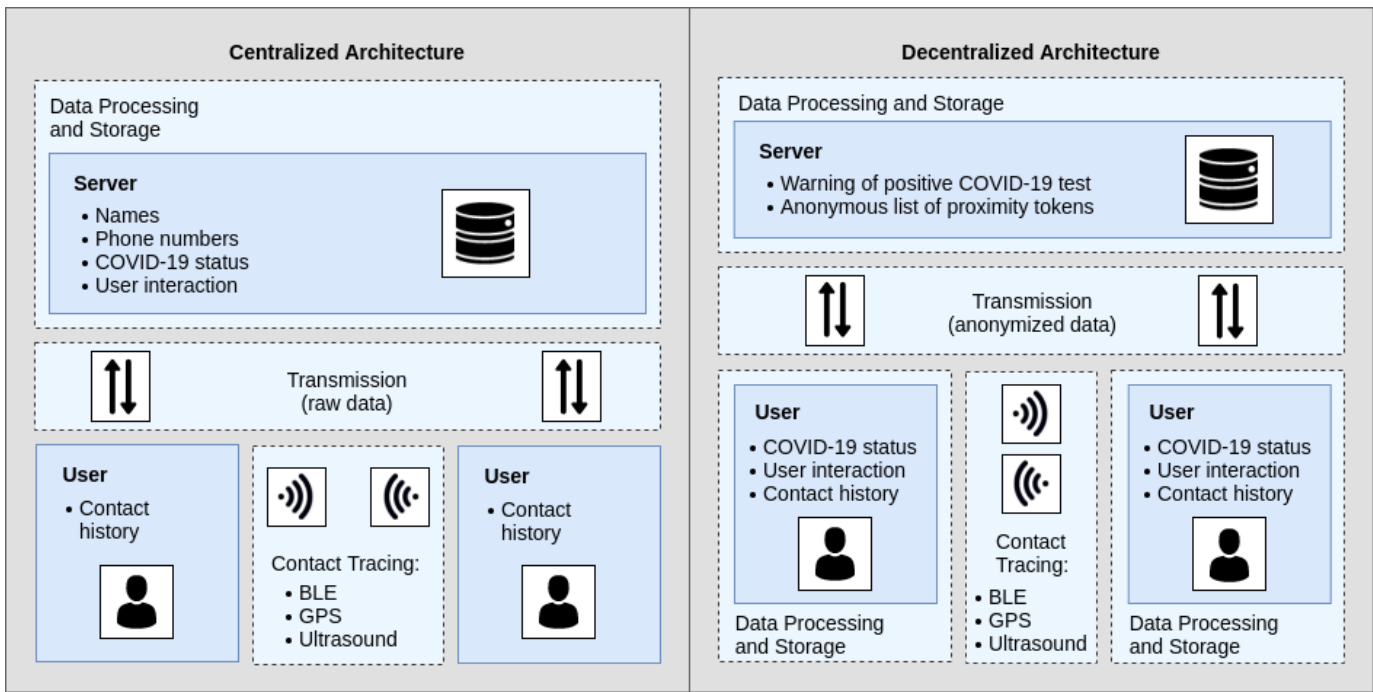 Centralized Architecture
Data Processing
and Storage
Server
• Names
• Phone numbers
• COVID-19 status
• User interaction
Transmission
(raw data)
User
• Contact
history
Contact Tracing:
• BLE
• GPS
• Ultrasound
User
• Contact
history
Decentralized Architecture
Data Processing and Storage
Server
• Warning of positive COVID-19 test
• Anonymous list of proximity tokens
Transmission
(anonymized data)
User
• COVID-19 status
• User interaction
• Contact history
Data Processing
and Storage
Contact
Tracing:
• BLE
• GPS
• Ultrasound
User
• COVID-19 status
• User interaction
• Contact history
Data Processing
and Storage